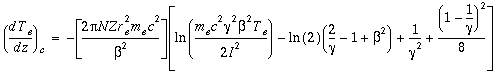 (dT_e/dz)_c = −[2πNZr_e^2 m_e c^2 / β^2][ln(m_e c^2 γ^2 β^2 T_e / 2I^2) − ln(2)(2/γ − 1 + β^2) + 1/γ^2 + (1 − 1/γ)^2 / 8]